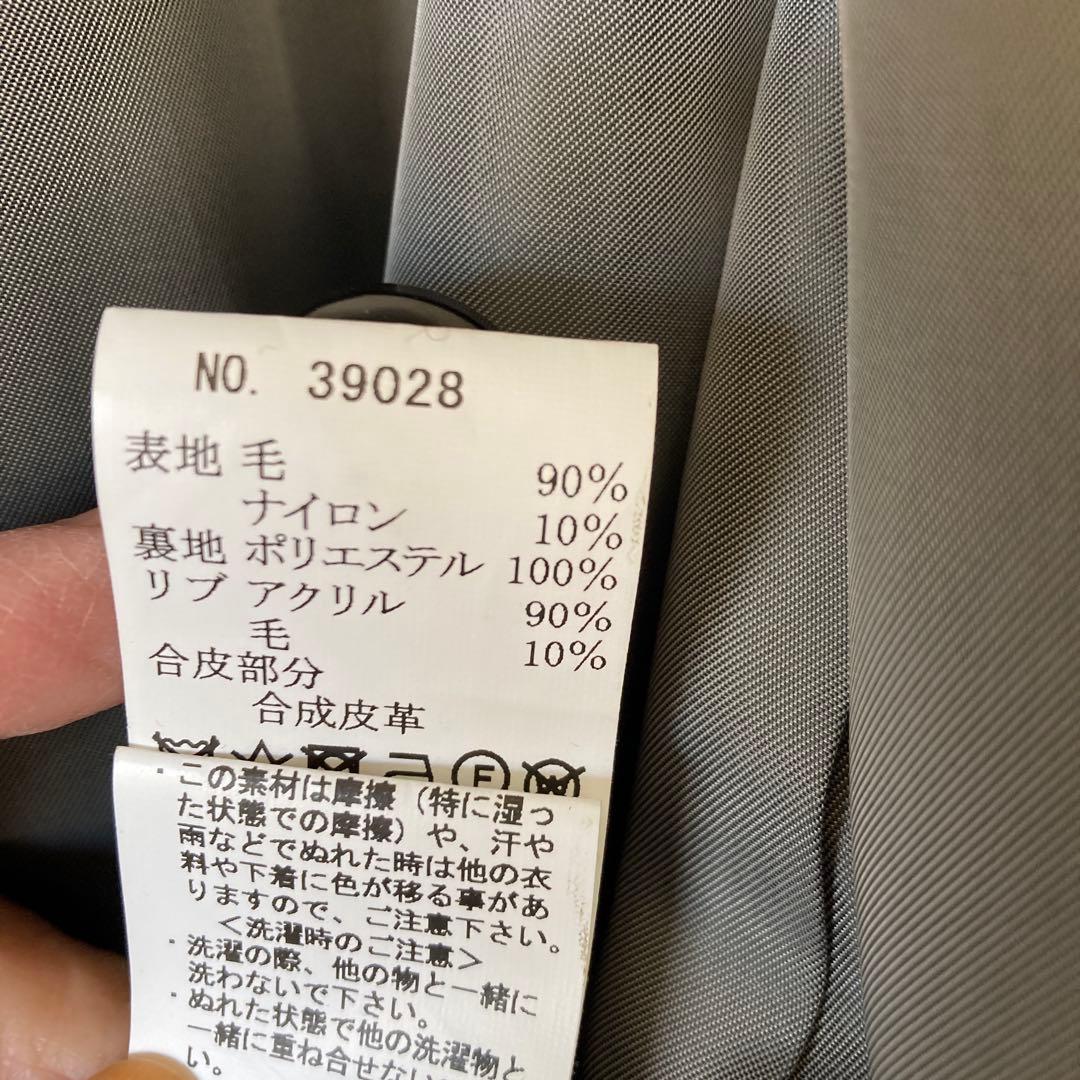 NO. 39028
表地 毛 90%
ナイロン 10%
裏地 ポリエステル 100%
リブ アクリル 90%
毛 10%
合皮部分
合成皮革
F W
・この素材は摩擦（特に湿っ
た状態での摩擦）や、汗や
雨などでぬれた時は他の衣
料や下着に色が移る事があ
りますので、ご注意下さい。
＜洗濯時のご注意＞
・洗濯の際、他の物と一緒に
洗わないで下さい。
・ぬれた状態で他の洗濯物と
一緒に重ね合せない
い。